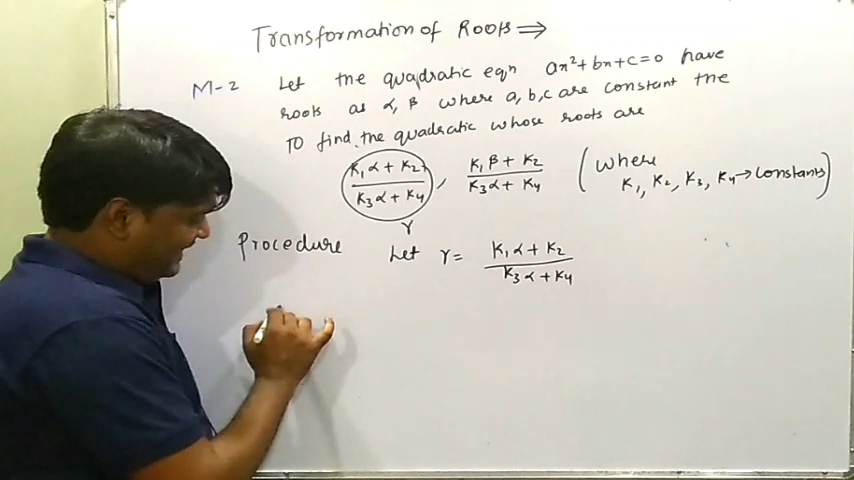 Transformation of Roots ⇒
M-2 Let the quadratic eqn ax²+bx+c=0 have
roots as α, β where a, b, c are constant the
To find the quadratic whose roots are
(K₁α + K₂)/(K₃α + K₄), (K₁β + K₂)/(K₃α + K₄) (where
K₁, K₂, K₃, K₄ → constants)
γ
Procedure Let γ = (K₁α + K₂)/(K₃α + K₄)